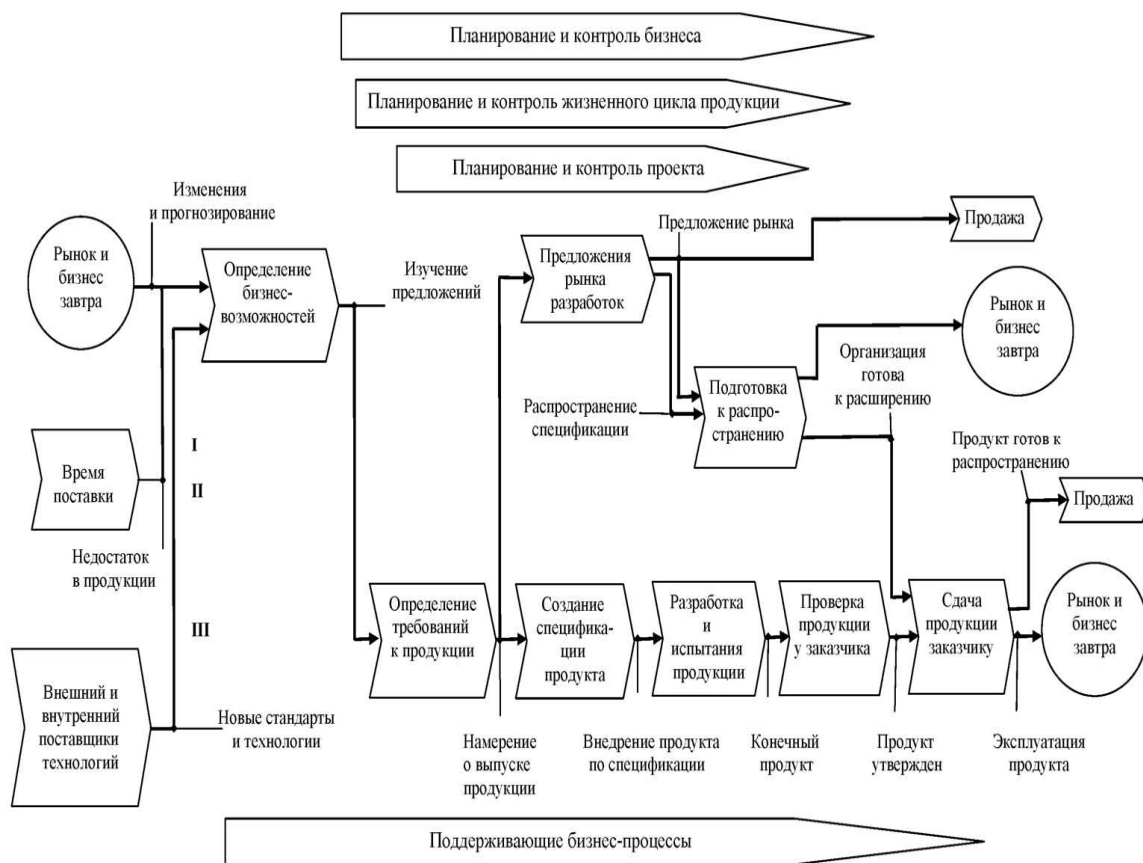 Планирование и контроль бизнеса
Планирование и контроль жизненного цикла продукции
Планирование и контроль проекта
Изменения
и прогнозирование
Предложение рынка
Продажа
Рынок и
бизнес
завтра
Определение
бизнес-
возможностей
Изучение
предложений
Предложения
рынка
разработок
Рынок и
бизнес
завтра
Организация
готова
к расширению
Подготовка
к распро-
странению
Распространение
спецификации
I
Время
поставки
II
Продукт готов к
распространению
Продажа
Недостаток
в продукции
III
Определение
требований
к продукции
Создание
специфика-
ции
продукта
Разработка
и
испытания
продукции
Проверка
продукции
у заказчика
Сдача
продукции
заказчику
Рынок и
бизнес
завтра
Внешний и
внутренний
поставщики
технологий
Новые стандарты
и технологии
Намерение
о выпуске
продукции
Внедрение продукта
по спецификации
Конечный
продукт
Продукт
утвержден
Эксплуатация
продукта
Поддерживающие бизнес-процессы